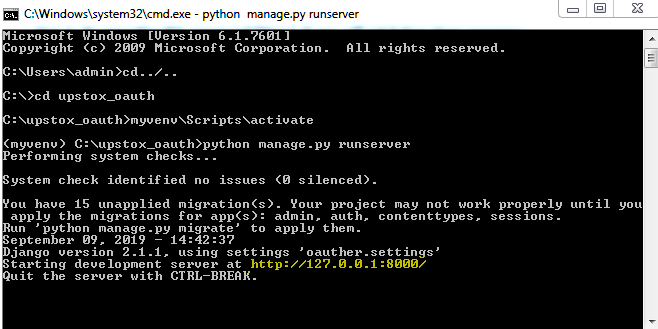 C:\Windows\system32\cmd.exe - python  manage.py runserver
Microsoft Windows [Version 6.1.7601]
Copyright (c) 2009 Microsoft Corporation.  All rights reserved.
C:\Users\admin>cd../..
C:\>cd upstox_oauth
C:\upstox_oauth>myvenv\Scripts\activate
(myvenv) C:\upstox_oauth>python manage.py runserver
Performing system checks...
System check identified no issues (0 silenced).
You have 15 unapplied migration(s). Your project may not work properly until you
 apply the migrations for app(s): admin, auth, contenttypes, sessions.
Run 'python manage.py migrate' to apply them.
September 09, 2019 - 14:42:37
Django version 2.1.1, using settings 'oauther.settings'
Starting development server at http://127.0.0.1:8000/
Quit the server with CTRL-BREAK.